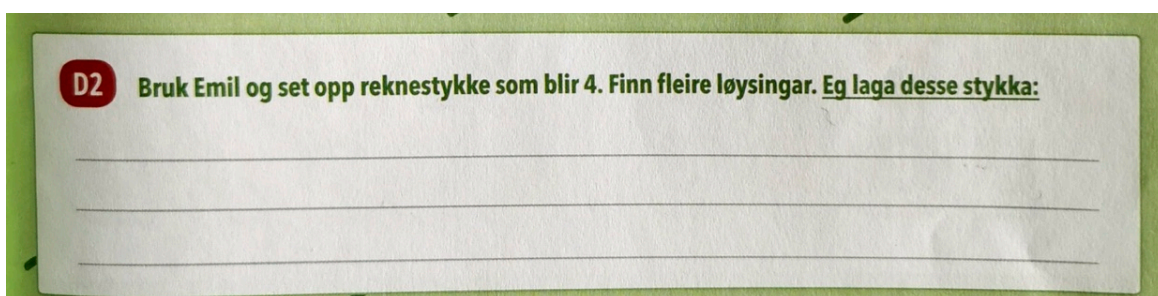 D2 Bruk Emil og set opp reknestykke som blir 4. Finn fleire løysingar. Eg laga desse stykka: